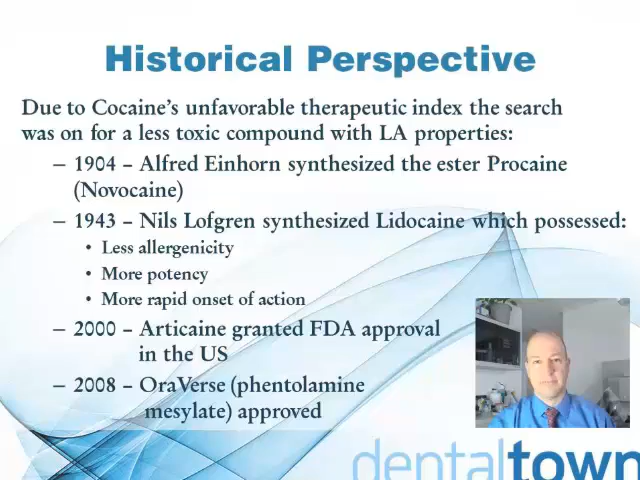 Historical Perspective
Due to Cocaine's unfavorable therapeutic index the search
was on for a less toxic compound with LA properties:
– 1904 – Alfred Einhorn synthesized the ester Procaine
(Novocaine)
– 1943 – Nils Lofgren synthesized Lidocaine which possessed:
• Less allergenicity
• More potency
• More rapid onset of action
– 2000 – Articaine granted FDA approval
in the US
– 2008 – OraVerse (phentolamine
mesylate) approved
dentaltown